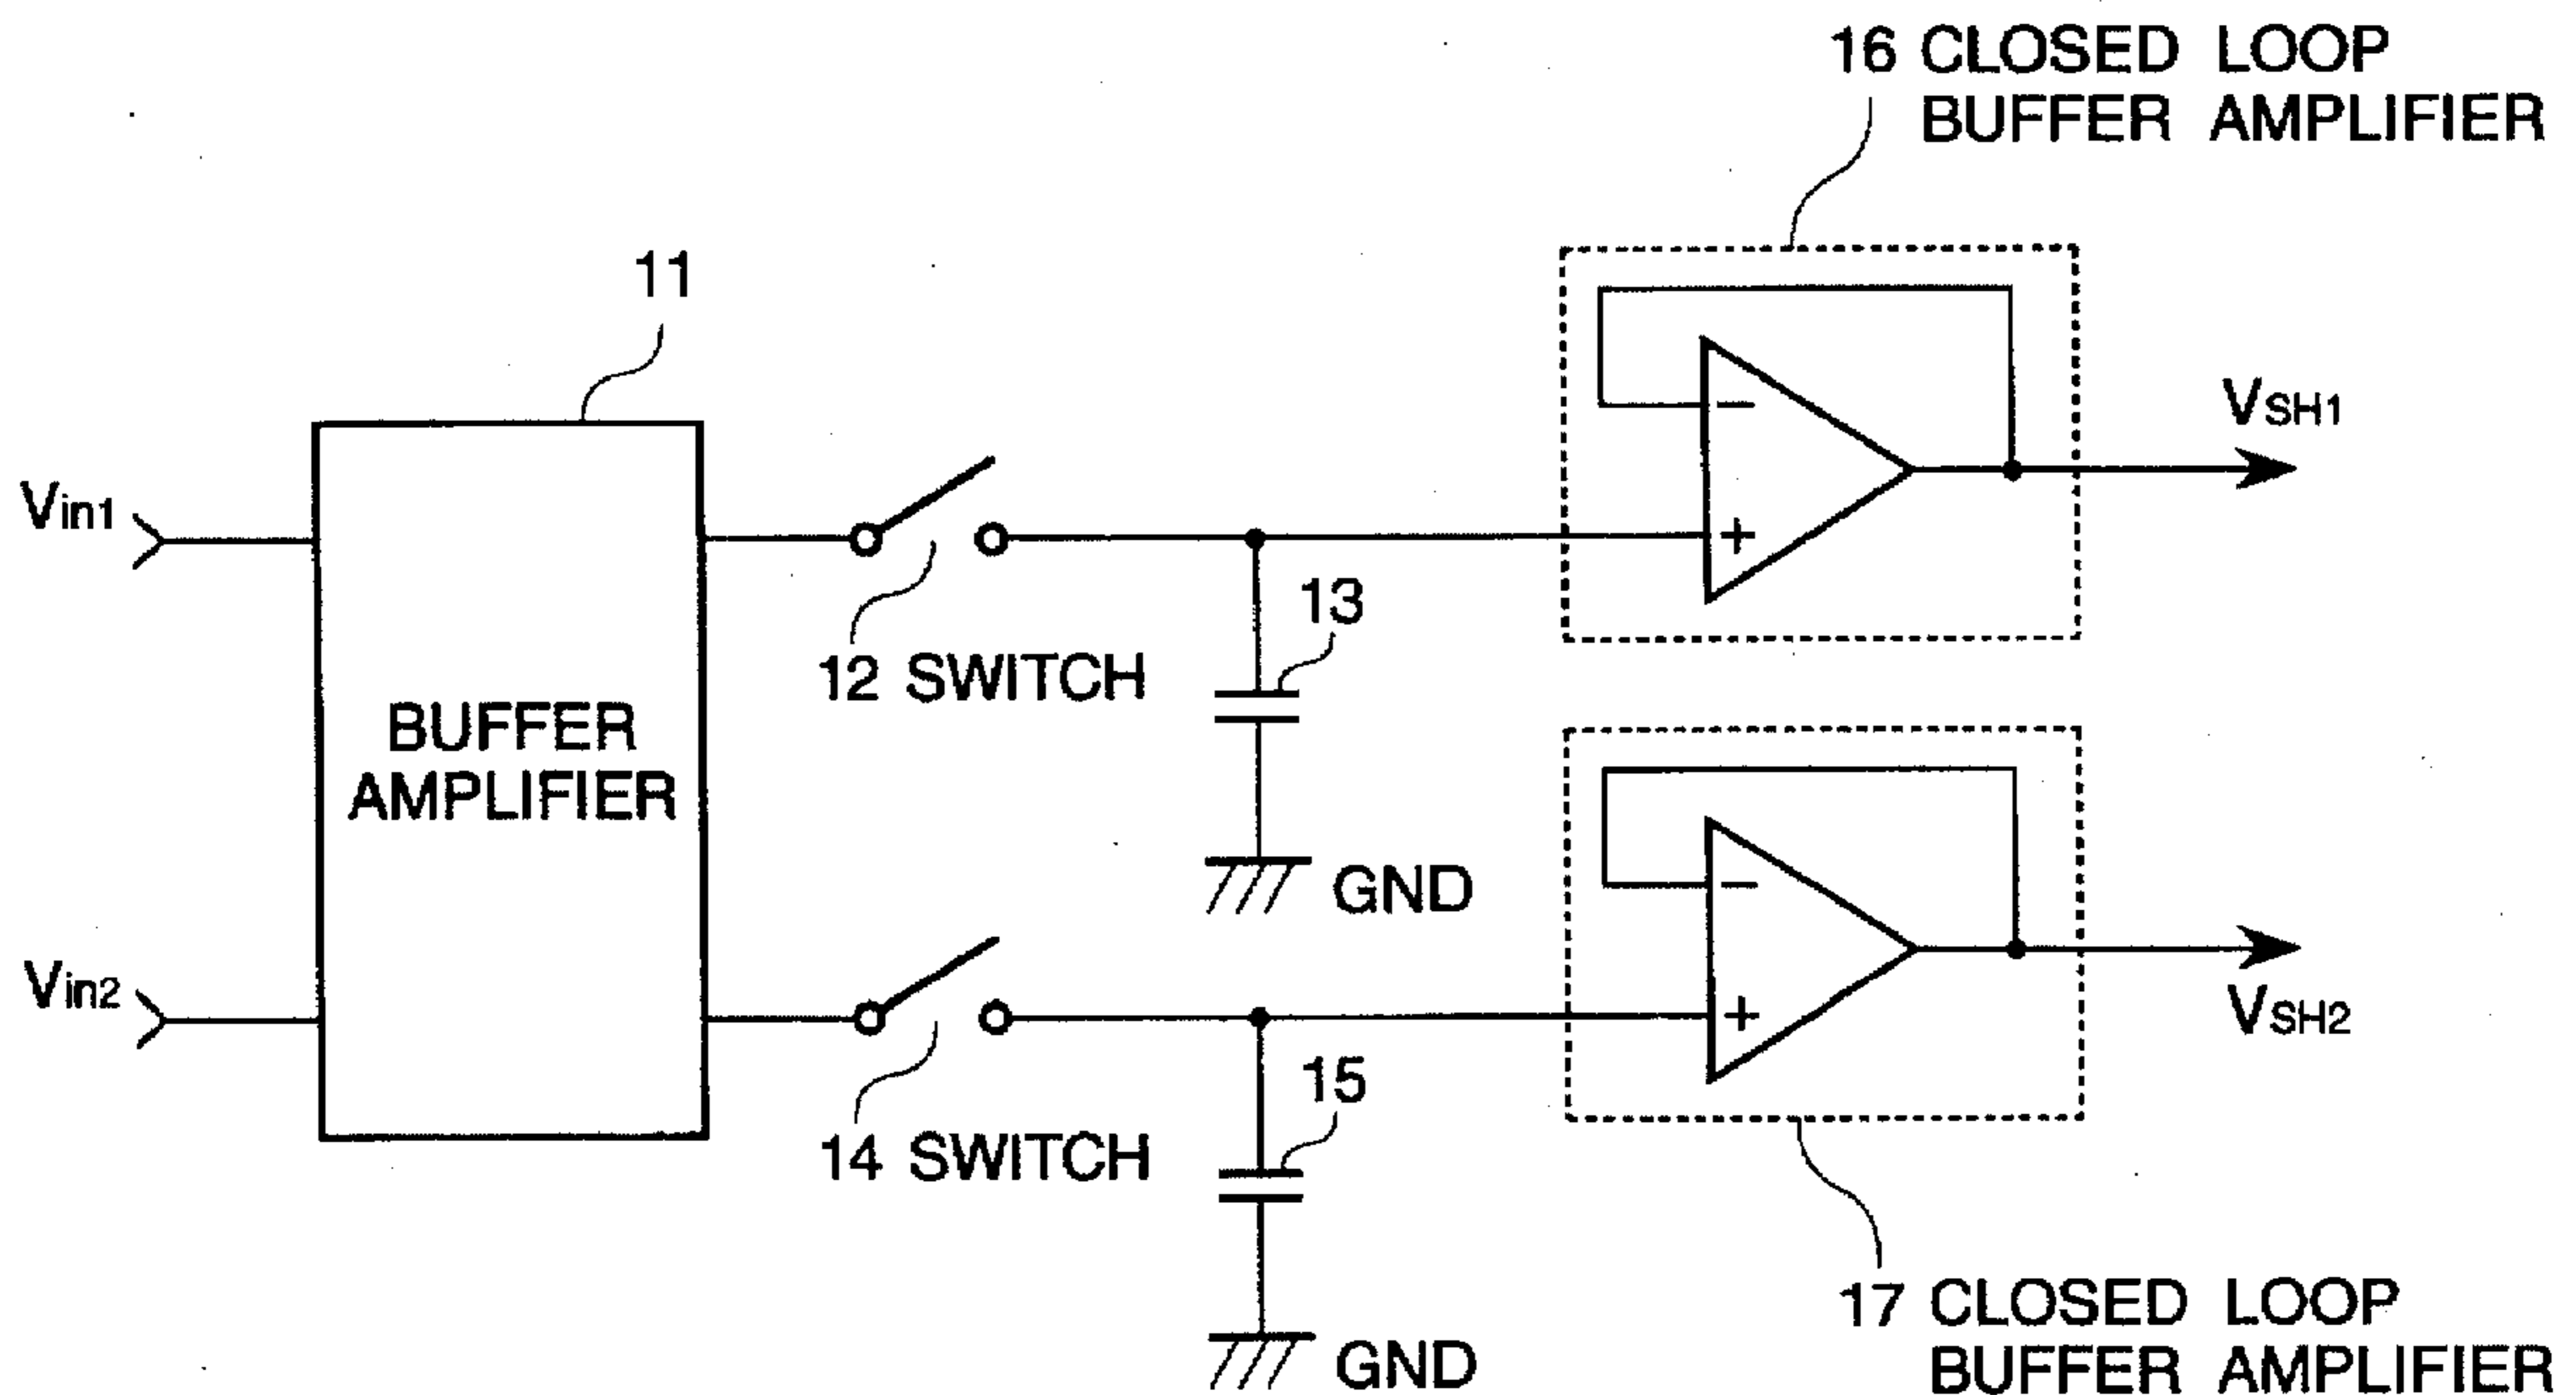 16 CLOSED LOOP
BUFFER AMPLIFIER
11
Vin1
VSH1
-
+
13
12 SWITCH
BUFFER
AMPLIFIER
GND
Vin2
-
+
VSH2
15
14 SWITCH
17 CLOSED LOOP
BUFFER AMPLIFIER
GND